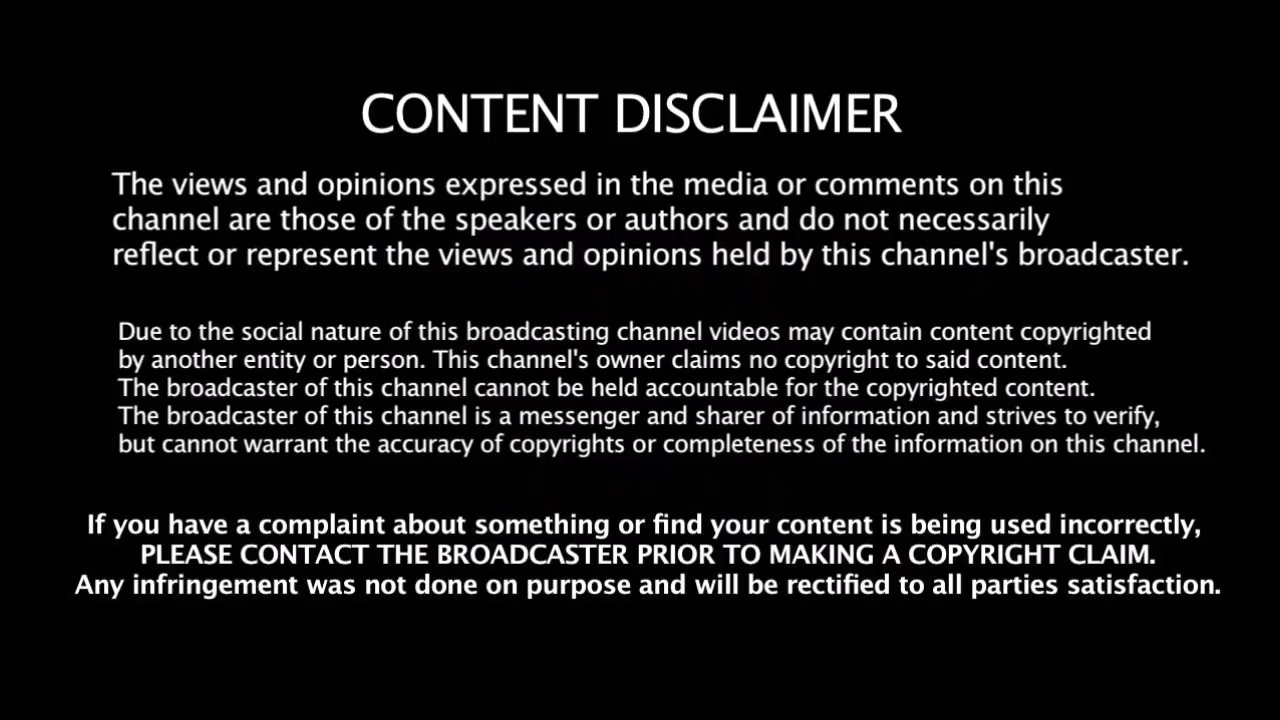 CONTENT DISCLAIMER
The views and opinions expressed in the media or comments on this
channel are those of the speakers or authors and do not necessarily
reflect or represent the views and opinions held by this channel's broadcaster.
Due to the social nature of this broadcasting channel videos may contain content copyrighted
by another entity or person. This channel's owner claims no copyright to said content.
The broadcaster of this channel cannot be held accountable for the copyrighted content.
The broadcaster of this channel is a messenger and sharer of information and strives to verify,
but cannot warrant the accuracy of copyrights or completeness of the information on this channel.
If you have a complaint about something or find your content is being used incorrectly,
PLEASE CONTACT THE BROADCASTER PRIOR TO MAKING A COPYRIGHT CLAIM.
Any infringement was not done on purpose and will be rectified to all parties satisfaction.